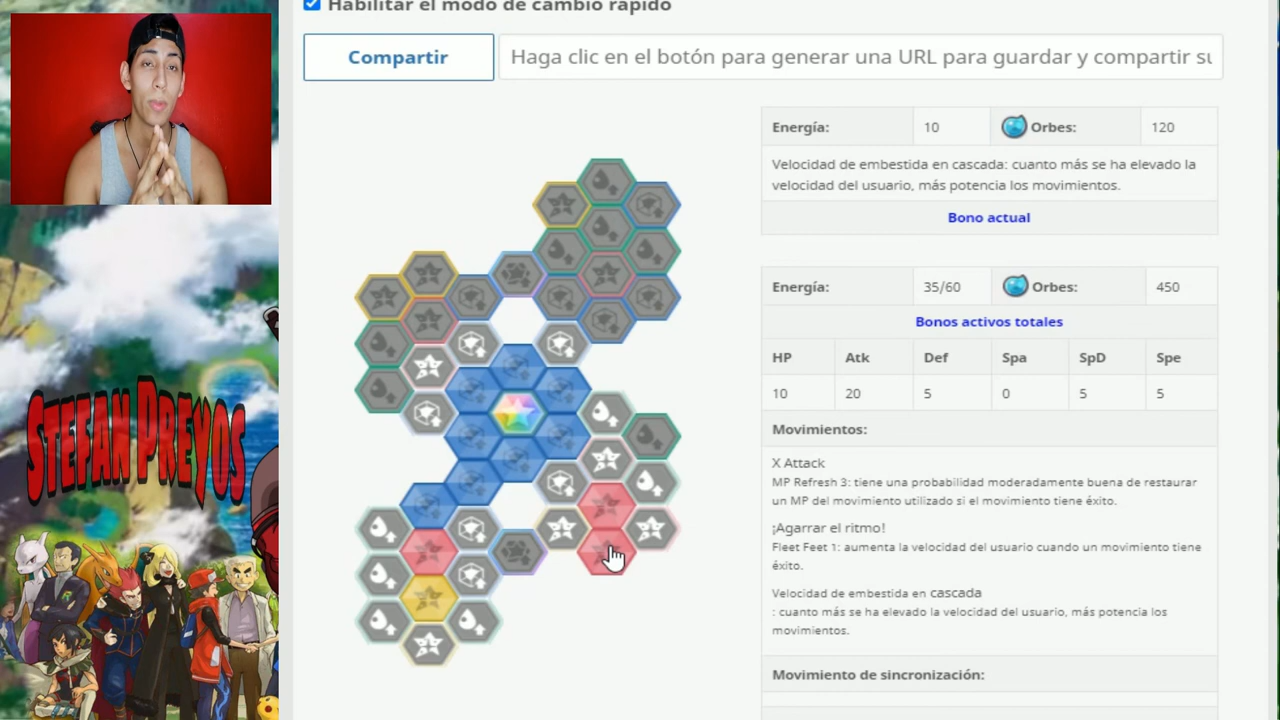 Habilitar el modo de cambio rápido
Compartir
Haga clic en el botón para generar una URL para guardar y compartir su
Energía: 10 Orbes: 120
Velocidad de embestida en cascada: cuanto más se ha elevado la
velocidad del usuario, más potencia los movimientos.
Bono actual
Energía: 35/60 Orbes: 450
Bonos activos totales
HP Atk Def Spa SpD Spe
10 20 5 0 5 5
Movimientos:
X Attack
MP Refresh 3: tiene una probabilidad moderadamente buena de restaurar
un MP del movimiento utilizado si el movimiento tiene éxito.
¡Agarrar el ritmo!
Fleet Feet 1: aumenta la velocidad del usuario cuando un movimiento tiene
éxito.
Velocidad de embestida en cascada
: cuanto más se ha elevado la velocidad del usuario, más potencia los
movimientos.
Movimiento de sincronización:
STEFAN PREYOS